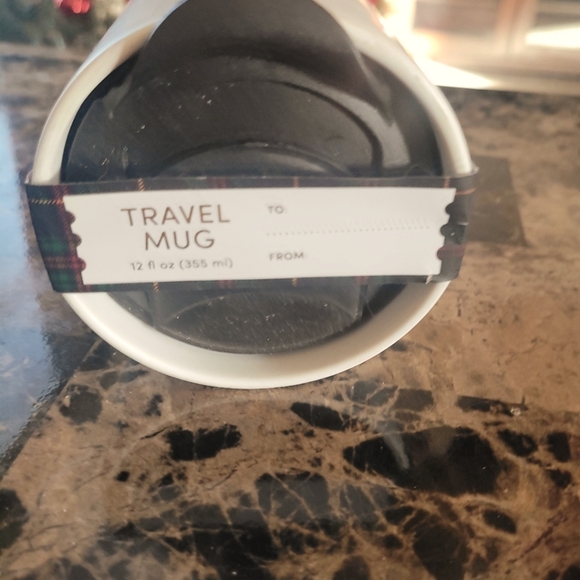 TRAVEL
MUG
12 fl oz (355 ml)
TO:
FROM: